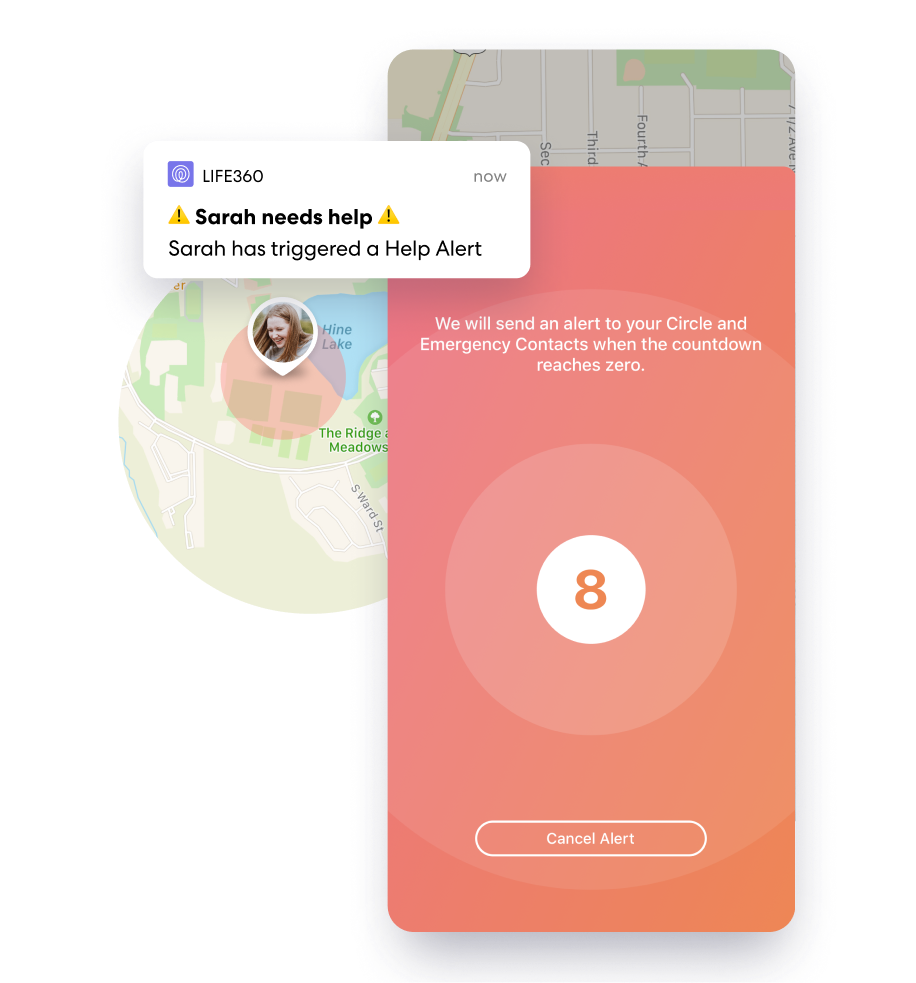 Sec
Third
Fourth A
7 1/2 Ave N
LIFE360
now
⚠️ Sarah needs help ⚠️
Sarah has triggered a Help Alert
er
Hine
Lake
The Ridge a
Meadows
S Ward St
We will send an alert to your Circle and
Emergency Contacts when the countdown
reaches zero.
8
Cancel Alert